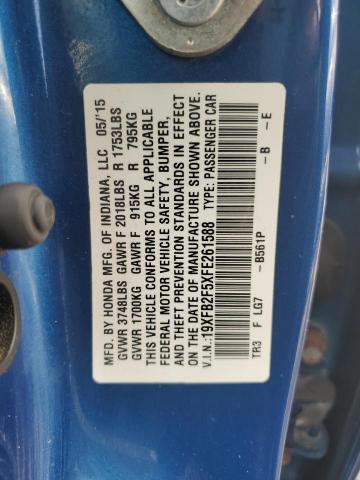 MFD. BY HONDA MFG. OF INDIANA, LLC 05/'15
GVWR 3748LBS GAWR F 2018LBS R 1753LBS
GVWR 1700KG GAWR F 915KG R 795KG
THIS VEHICLE CONFORMS TO ALL APPLICABLE
FEDERAL MOTOR VEHICLE SAFETY, BUMPER,
AND THEFT PREVENTION STANDARDS IN EFFECT
ON THE DATE OF MANUFACTURE SHOWN ABOVE.
V.I.N.:19XFB2F5XFE261588 TYPE: PASSENGER CAR
TR3 F LG7 -B561P -B -E